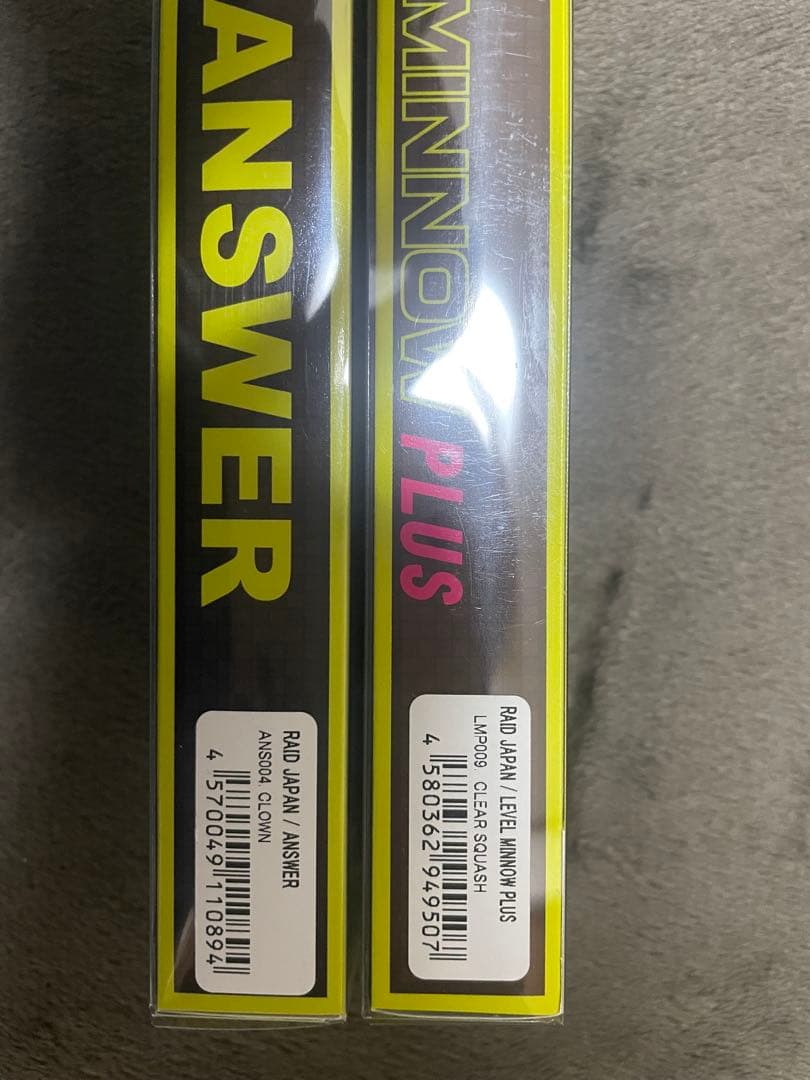 ANSWER
RAID JAPAN / ANSWER
ANS004. CLOWN
4 570049 110894
MINNOW PLUS
RAID JAPAN / LEVEL MINNOW PLUS
LMP009 CLEAR SQUASH
4 580362 949507